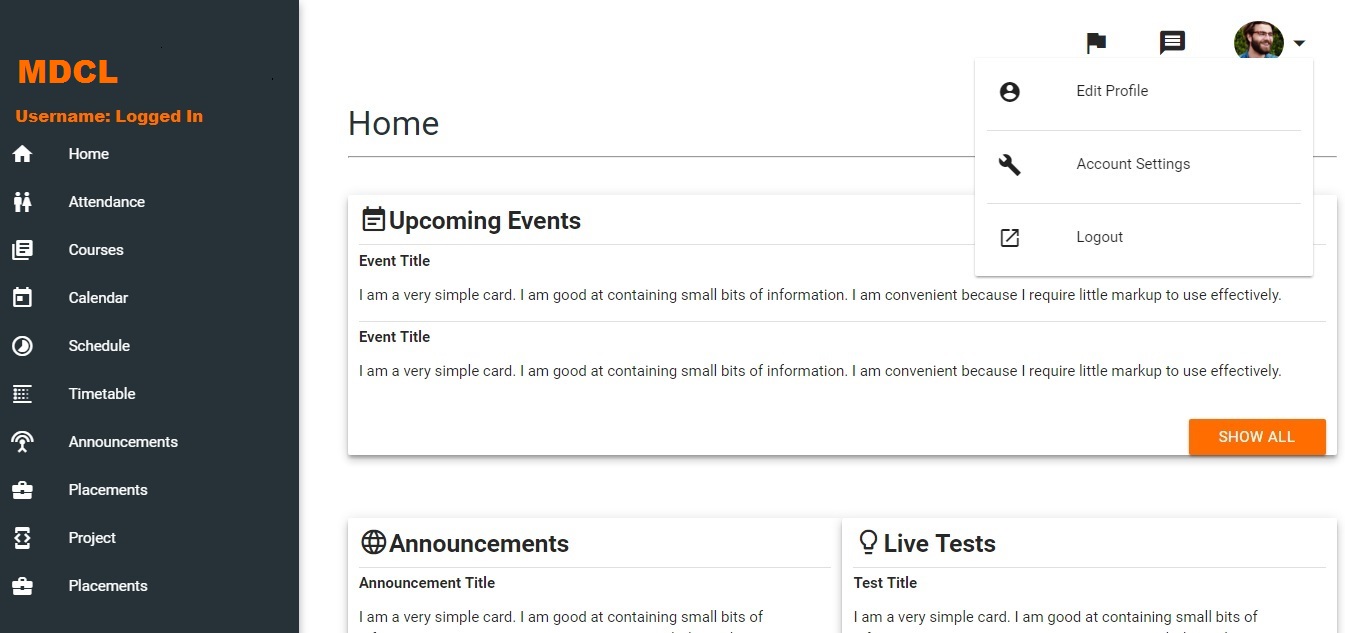 MDCL
Username: Logged In
Home
Attendance
Courses
Calendar
Schedule
Timetable
Announcements
Placements
Project
Placements
Edit Profile
Account Settings
Logout
Home
Upcoming Events
Event Title
I am a very simple card. I am good at containing small bits of information. I am convenient because I require little markup to use effectively.
Event Title
I am a very simple card. I am good at containing small bits of information. I am convenient because I require little markup to use effectively.
SHOW ALL
Announcements
Announcement Title
I am a very simple card. I am good at containing small bits of
Live Tests
Test Title
I am a very simple card. I am good at containing small bits of